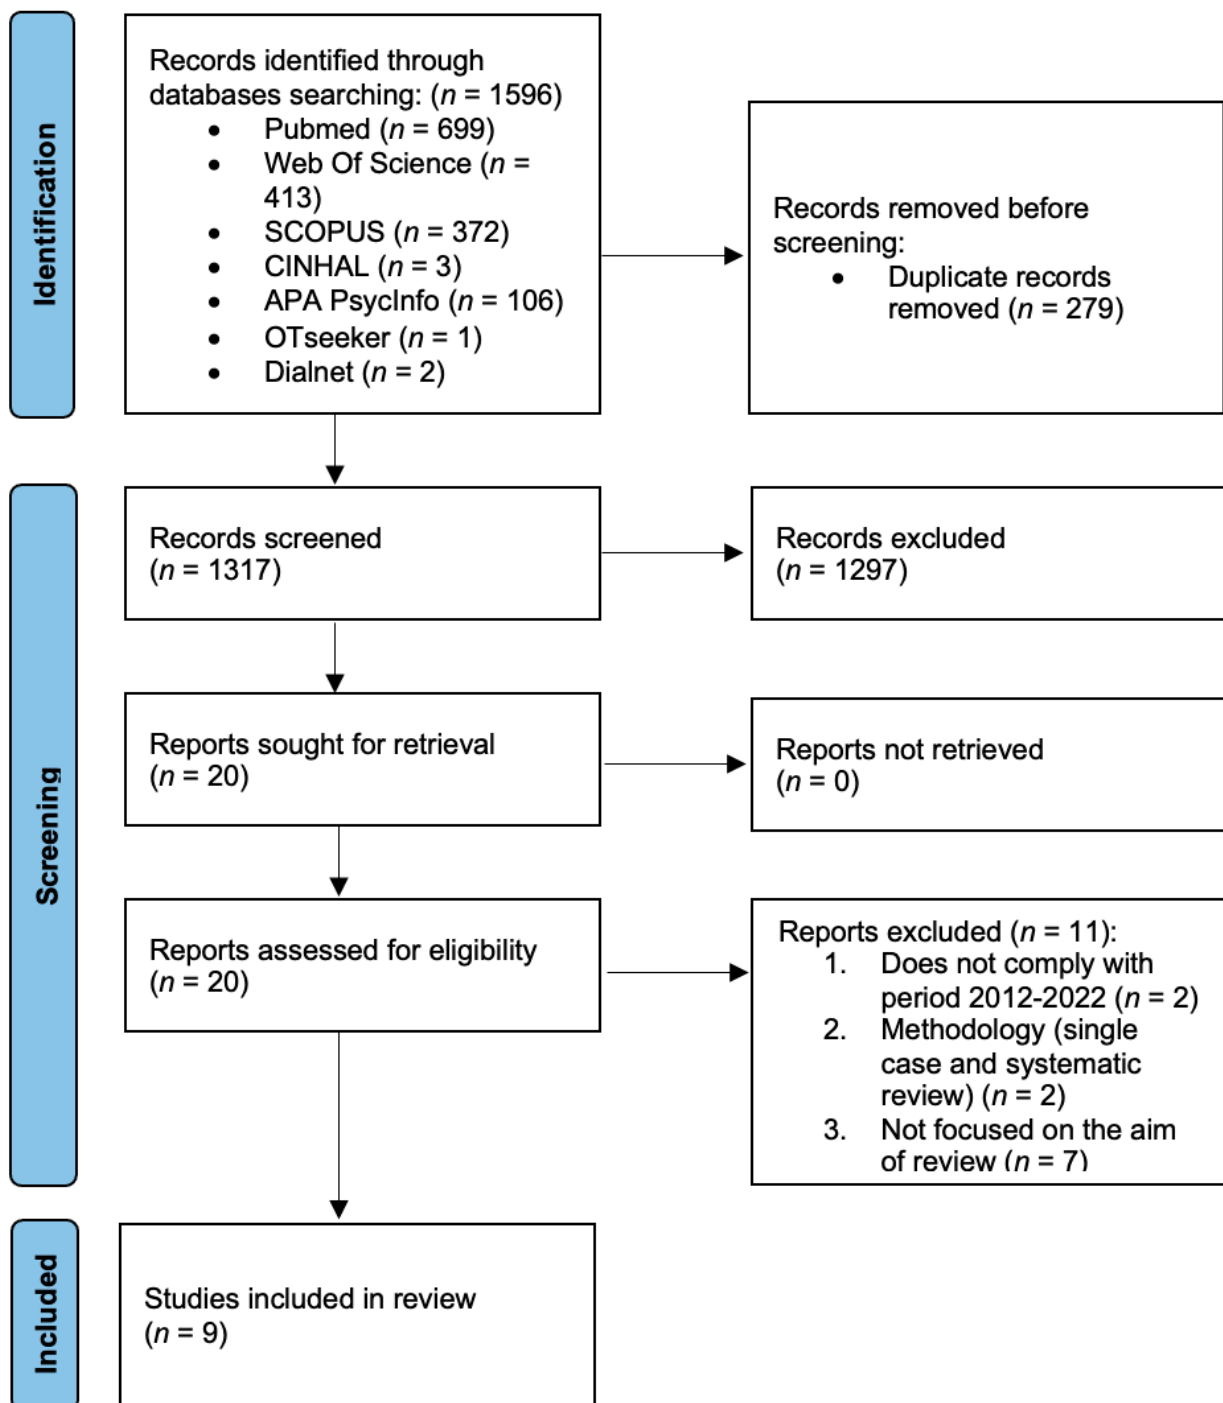 Identification
Records identified through
databases searching: (n = 1596)
• Pubmed (n = 699)
• Web Of Science (n =
413)
• SCOPUS (n = 372)
• CINHAL (n = 3)
• APA PsycInfo (n = 106)
• OTseeker (n = 1)
• Dialnet (n = 2)
Records removed before
screening:
• Duplicate records
removed (n = 279)
Screening
Records screened
(n = 1317)
Records excluded
(n = 1297)
Reports sought for retrieval
(n = 20)
Reports not retrieved
(n = 0)
Reports assessed for eligibility
(n = 20)
Reports excluded (n = 11):
1. Does not comply with
period 2012-2022 (n = 2)
2. Methodology (single
case and systematic
review) (n = 2)
3. Not focused on the aim
of review (n = 7)
Included
Studies included in review
(n = 9)